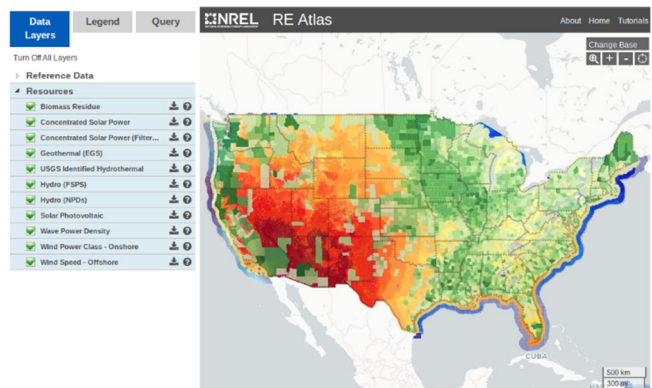 Data Layers
Legend
Query
NREL RE Atlas
About Home Tutorials
Turn Off All Layers
Reference Data
Resources
Biomass Residue
Concentrated Solar Power
Concentrated Solar Power (Filter...
Geothermal (EGS)
USGS Identified Hydrothermal
Hydro (FSPS)
Hydro (NPDs)
Solar Photovoltaic
Wave Power Density
Wind Power Class - Onshore
Wind Speed - Offshore
Change Base
CUBA
500 km
300 mi